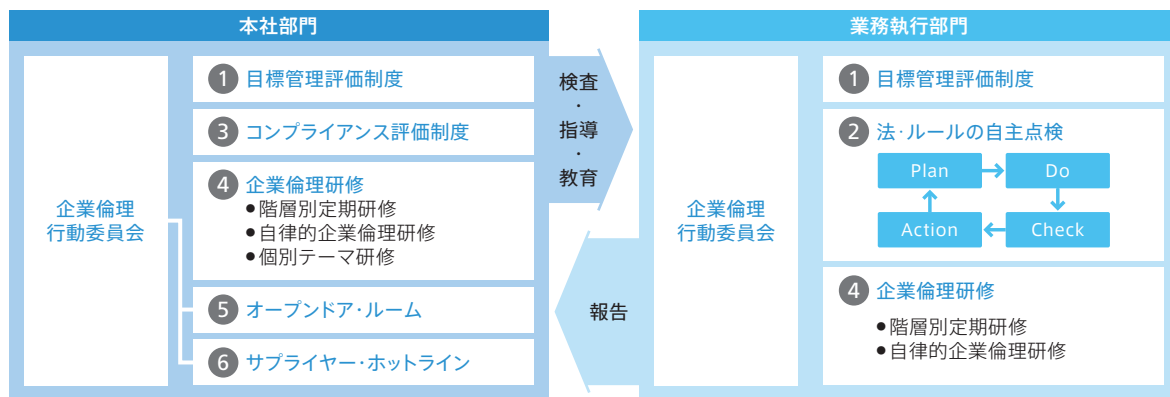 本社部門
企業倫理
行動委員会
1 目標管理評価制度
3 コンプライアンス評価制度
4 企業倫理研修
●階層別定期研修
●自律的企業倫理研修
●個別テーマ研修
5 オープンドア・ルーム
6 サプライヤー・ホットライン
検査
・
指導
・
教育
報告
業務執行部門
企業倫理
行動委員会
1 目標管理評価制度
2 法・ルールの自主点検
Plan
Do
Action
Check
4 企業倫理研修
●階層別定期研修
●自律的企業倫理研修